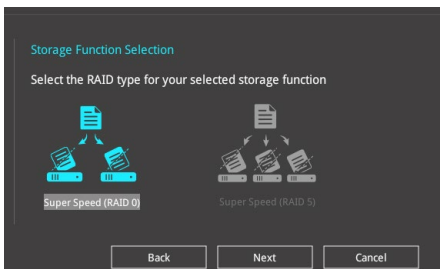 Storage Function Selection
Select the RAID type for your selected storage function
Super Speed (RAID 0)
Super Speed (RAID 5)
Back
Next
Cancel